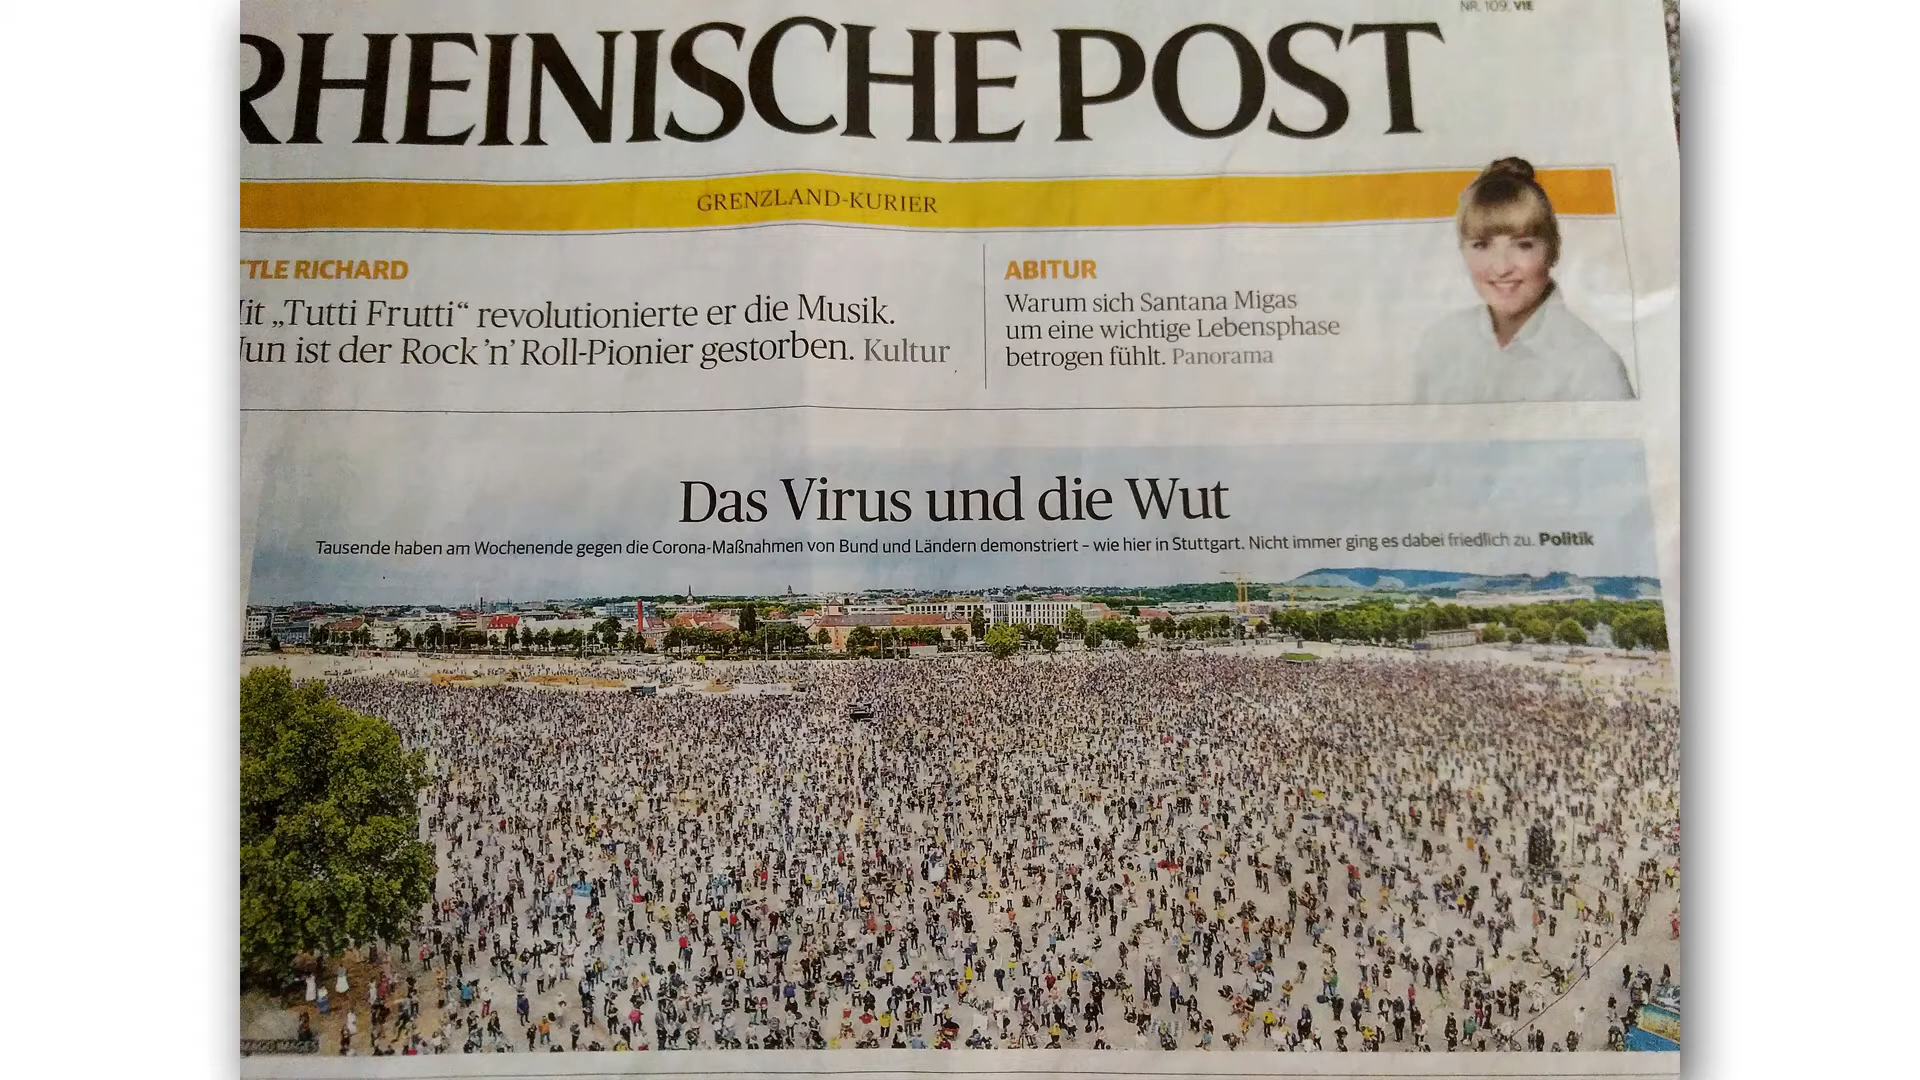 NR. 109, VIE
RHEINISCHE POST
GRENZLAND-KURIER
TTLE RICHARD
it „Tutti Frutti“ revolutionierte er die Musik.
un ist der Rock ’n’ Roll-Pionier gestorben. Kultur
ABITUR
Warum sich Santana Migas
um eine wichtige Lebensphase
betrogen fühlt. Panorama
Das Virus und die Wut
Tausende haben am Wochenende gegen die Corona-Maßnahmen von Bund und Ländern demonstriert – wie hier in Stuttgart. Nicht immer ging es dabei friedlich zu. Politik
IMAGO IMAGES